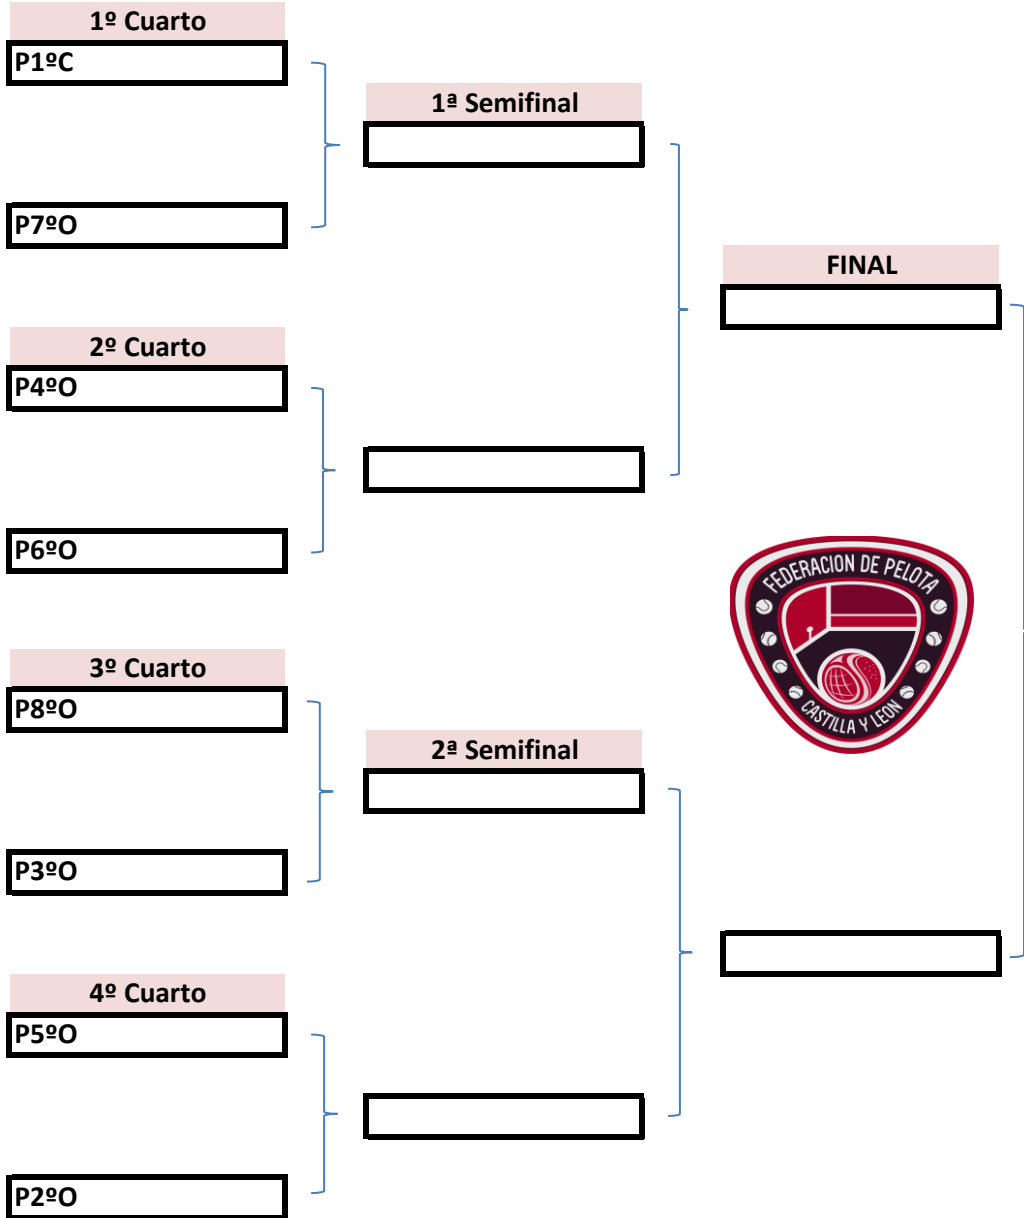 1º Cuarto
P1ºC
P7ºO
2º Cuarto
P4ºO
P6ºO
3º Cuarto
P8ºO
P3ºO
4º Cuarto
P5ºO
P2ºO
1ª Semifinal
2ª Semifinal
FINAL
FEDERACION DE PELOTA
CASTILLA Y LEON